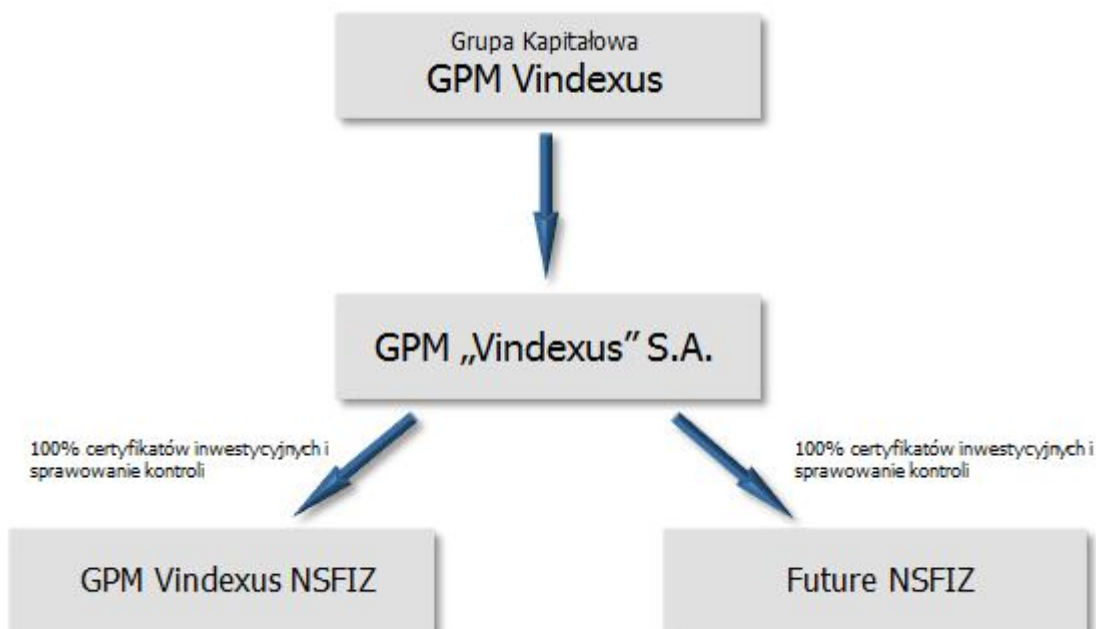 Grupa Kapitałowa
GPM Vindexus
GPM „Vindexus” S.A.
100% certyfikatów inwestycyjnych i
sprawowanie kontroli
100% certyfikatów inwestycyjnych i
sprawowanie kontroli
GPM Vindexus NSFIZ
Future NSFIZ